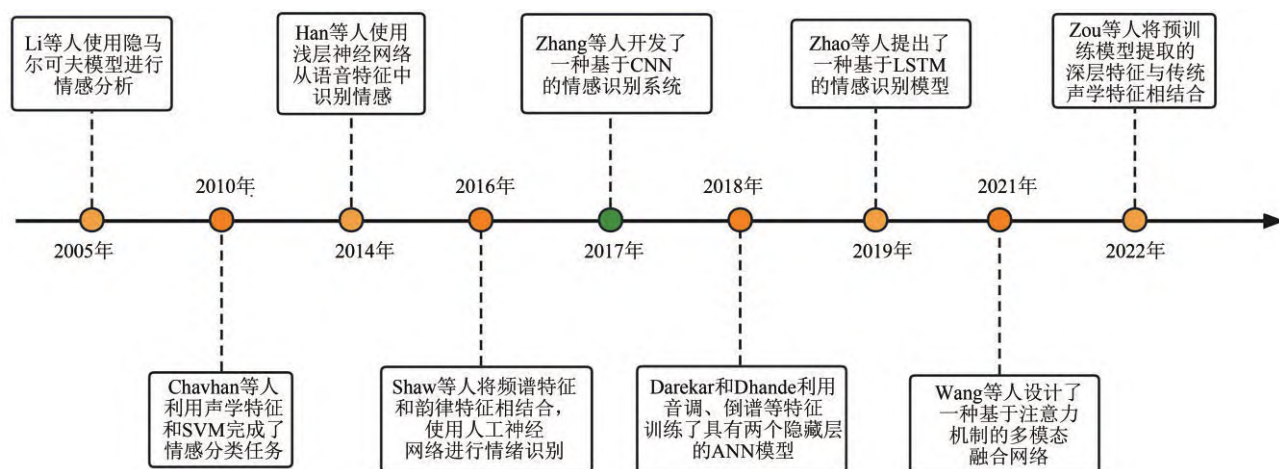 Li等人使用隐马
尔可夫模型进行
情感分析
Han等人使用
浅层神经网络
从语音特征中
识别情感
Zhang等人开发了
一种基于CNN
的情感识别系统
Zhao等人提出了
一种基于LSTM
的情感识别模型
Zou等人将预训
练模型提取的
深层特征与传统
声学特征相结合
2010年
2016年
2018年
2021年
2005年
2014年
2017年
2019年
2022年
Chavhan等人
利用声学特征
和SVM完成了
情感分类任务
Shaw等人将频谱特征
和韵律特征相结合，
使用人工神经
网络进行情绪识别
Darekar和Dhande利用
音调、倒谱等特征
训练了具有两个隐藏层
的ANN模型
Wang等人设计了
一种基于注意力
机制的多模态
融合网络